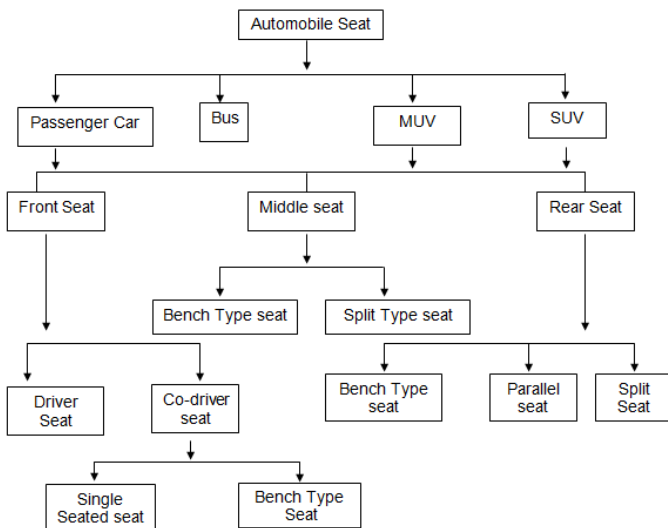 Automobile Seat
Passenger Car
Bus
MUV
SUV
Front Seat
Middle seat
Rear Seat
Bench Type seat
Split Type seat
Driver
Seat
Co-driver
seat
Bench Type
seat
Parallel
seat
Split
Seat
Single
Seated seat
Bench Type
Seat